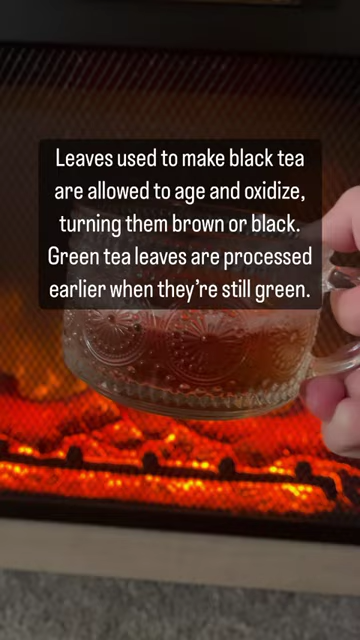 Leaves used to make black tea
are allowed to age and oxidize,
turning them brown or black.
Green tea leaves are processed
earlier when they’re still green.